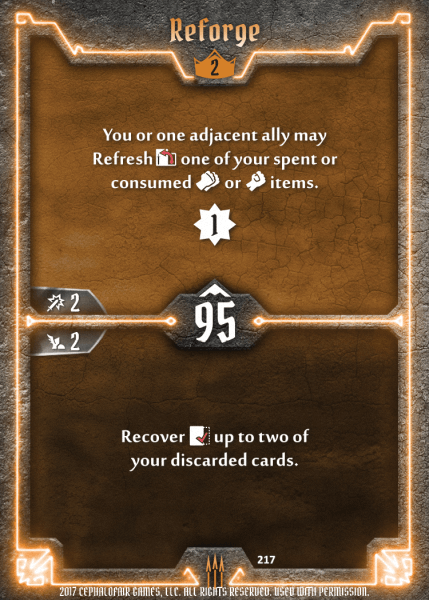 Reforge
2
You or one adjacent ally may
Refresh one of your spent or
consumed or items.
1
2
95
2
Recover up to two of
your discarded cards.
217
2017 CEPHALOFAIR GAMES, LLC. ALL RIGHTS RESERVED. USED WITH PERMISSION.